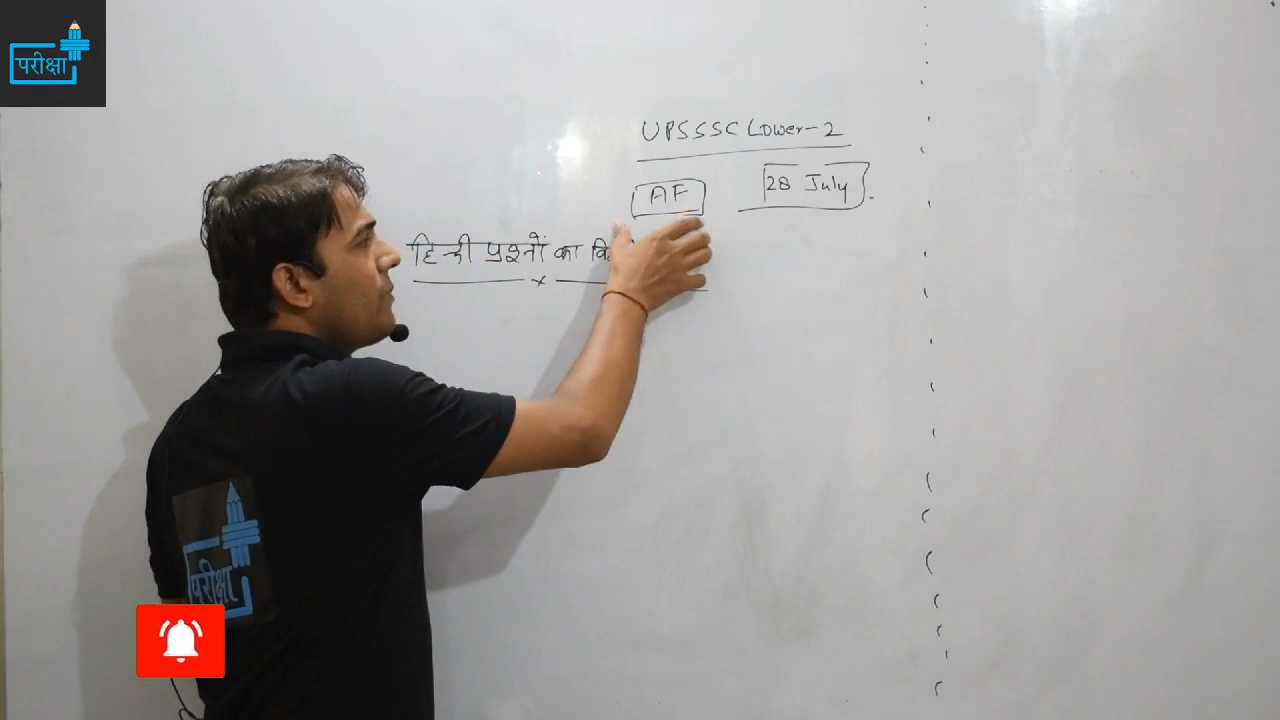 परीक्षा
UPSSSC Lower-2
AF
28 July
हिन्दी प्रश्नों का
परीक्षा